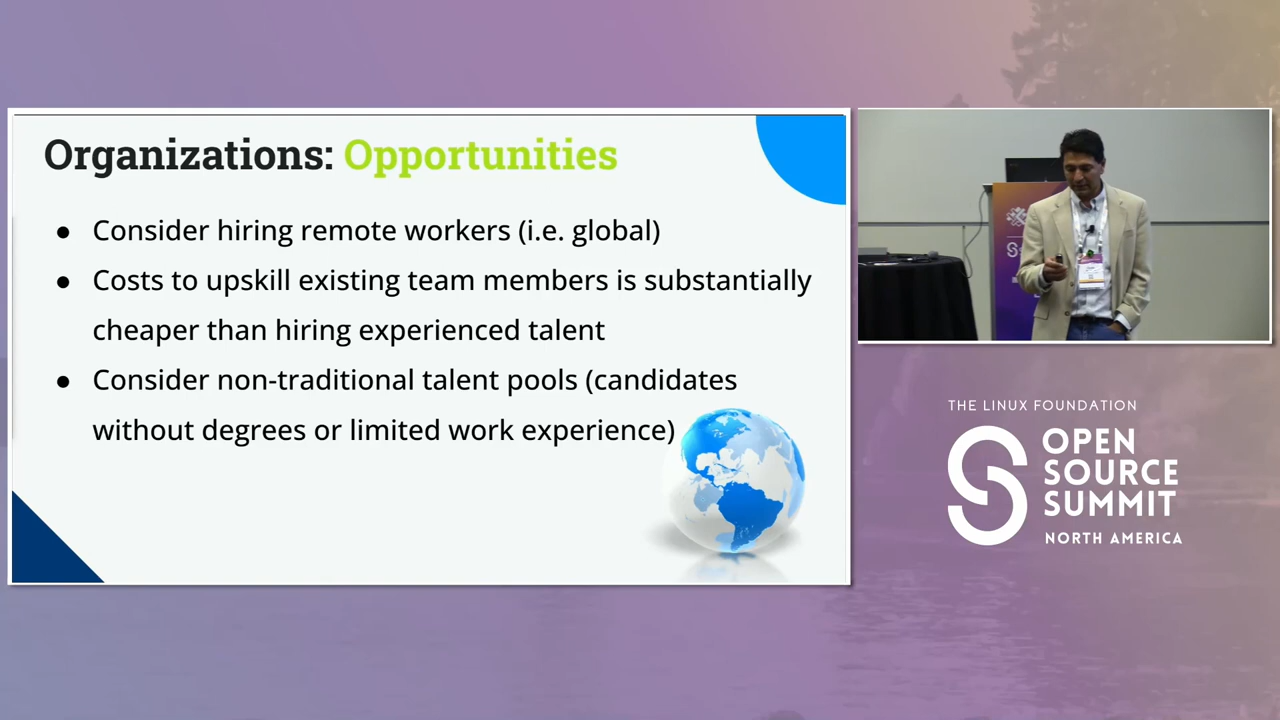 Organizations: Opportunities
● Consider hiring remote workers (i.e. global)
● Costs to upskill existing team members is substantially
cheaper than hiring experienced talent
● Consider non-traditional talent pools (candidates
without degrees or limited work experience)
THE LINUX FOUNDATION
OPEN
SOURCE
SUMMIT
NORTH AMERICA